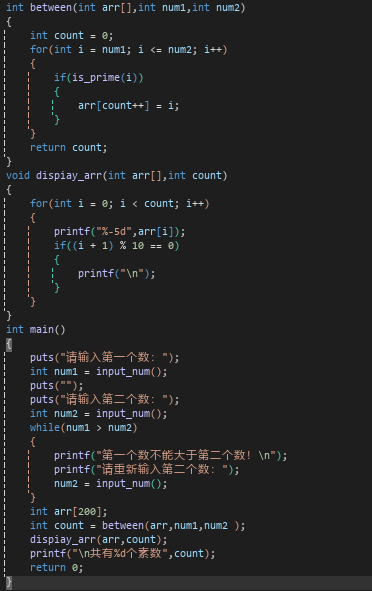 int between(int arr[],int num1,int num2)
{
    int count = 0;
    for(int i = num1; i <= num2; i++)
    {
        if(is_prime(i))
        {
            arr[count++] = i;
        }
    }
    return count;
}
void dispiay_arr(int arr[],int count)
{
    for(int i = 0; i < count; i++)
    {
        printf("%-5d",arr[i]);
        if((i + 1) % 10 == 0)
        {
            printf("\n");
        }
    }
}
int main()
{
    puts("请输入第一个数：");
    int num1 = input_num();
    puts("");
    puts("请输入第二个数：");
    int num2 = input_num();
    while(num1 > num2)
    {
        printf("第一个数不能大于第二个数！\n");
        printf("请重新输入第二个数：");
        num2 = input_num();
    }
    int arr[200];
    int count = between(arr,num1,num2 );
    dispiay_arr(arr,count);
    printf("\n共有%d个素数",count);
    return 0;
}